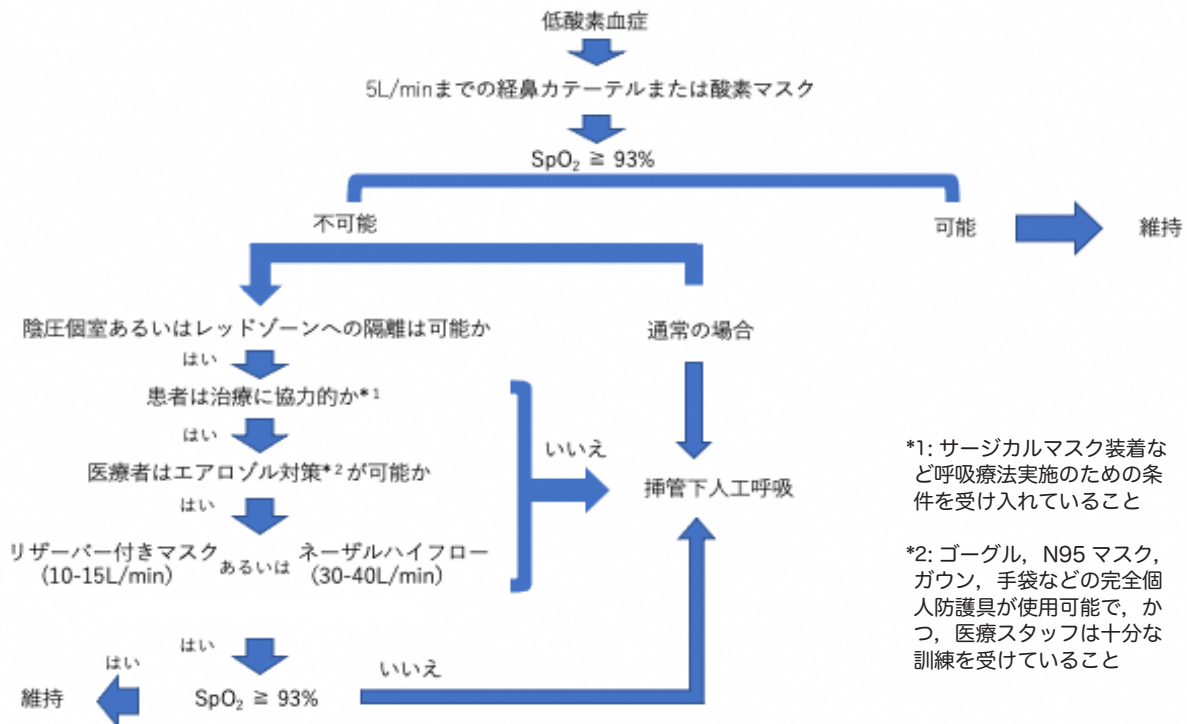 低酸素血症
5L/minまでの経鼻カテーテルまたは酸素マスク
SpO₂ ≧ 93%
不可能
可能
維持
陰圧個室あるいはレッドゾーンへの隔離は可能か
通常の場合
はい
患者は治療に協力的か*1
はい
いいえ
医療者はエアロゾル対策*2が可能か
挿管下人工呼吸
はい
リザーバー付きマスク
(10-15L/min)
あるいは
ネーザルハイフロー
(30-40L/min)
はい
はい
いいえ
維持
SpO₂ ≧ 93%
*1: サージカルマスク装着な
ど呼吸療法実施のための条
件を受け入れていること
*2: ゴーグル，N95 マスク，
ガウン，手袋などの完全個
人防護具が使用可能で，か
つ，医療スタッフは十分な
訓練を受けていること